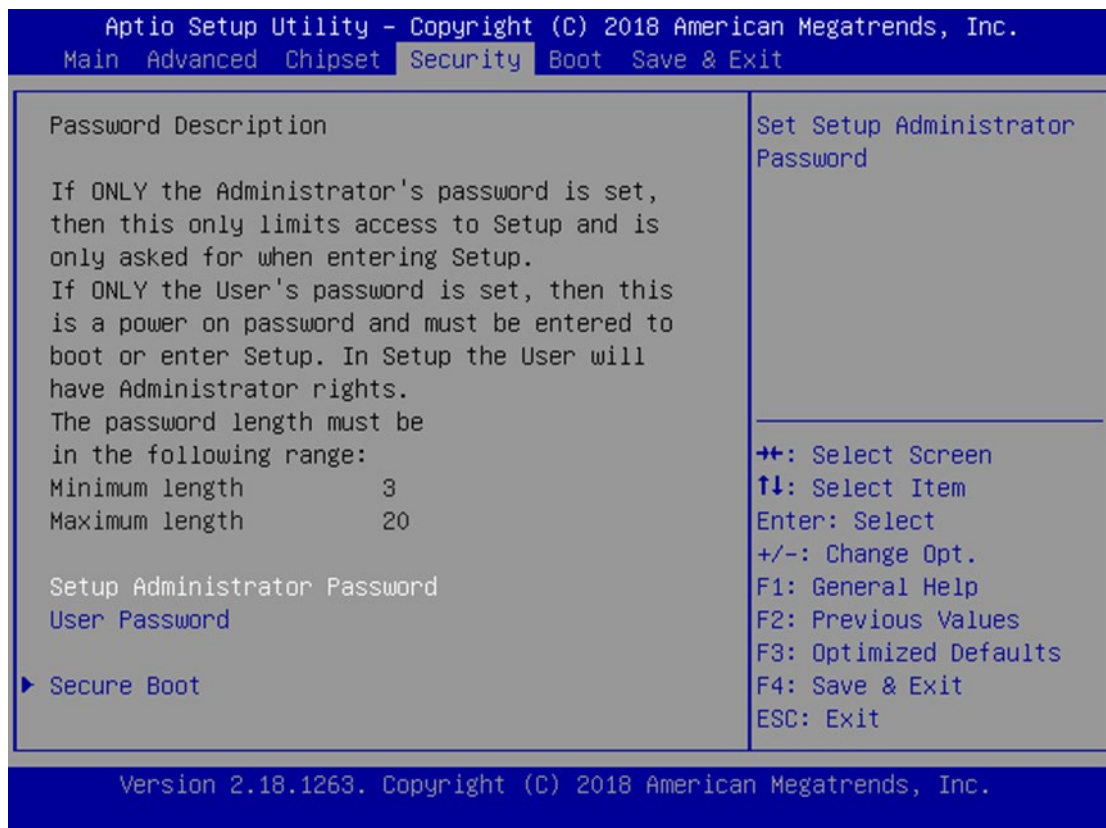 Aptio Setup Utility – Copyright (C) 2018 American Megatrends, Inc.
Main Advanced Chipset Security Boot Save & Exit
Password Description
If ONLY the Administrator's password is set,
then this only limits access to Setup and is
only asked for when entering Setup.
If ONLY the User's password is set, then this
is a power on password and must be entered to
boot or enter Setup. In Setup the User will
have Administrator rights.
The password length must be
in the following range:
Minimum length 3
Maximum length 20
Setup Administrator Password
User Password
▶ Secure Boot
Set Setup Administrator
Password
→←: Select Screen
↑↓: Select Item
Enter: Select
+/-: Change Opt.
F1: General Help
F2: Previous Values
F3: Optimized Defaults
F4: Save & Exit
ESC: Exit
Version 2.18.1263. Copyright (C) 2018 American Megatrends, Inc.